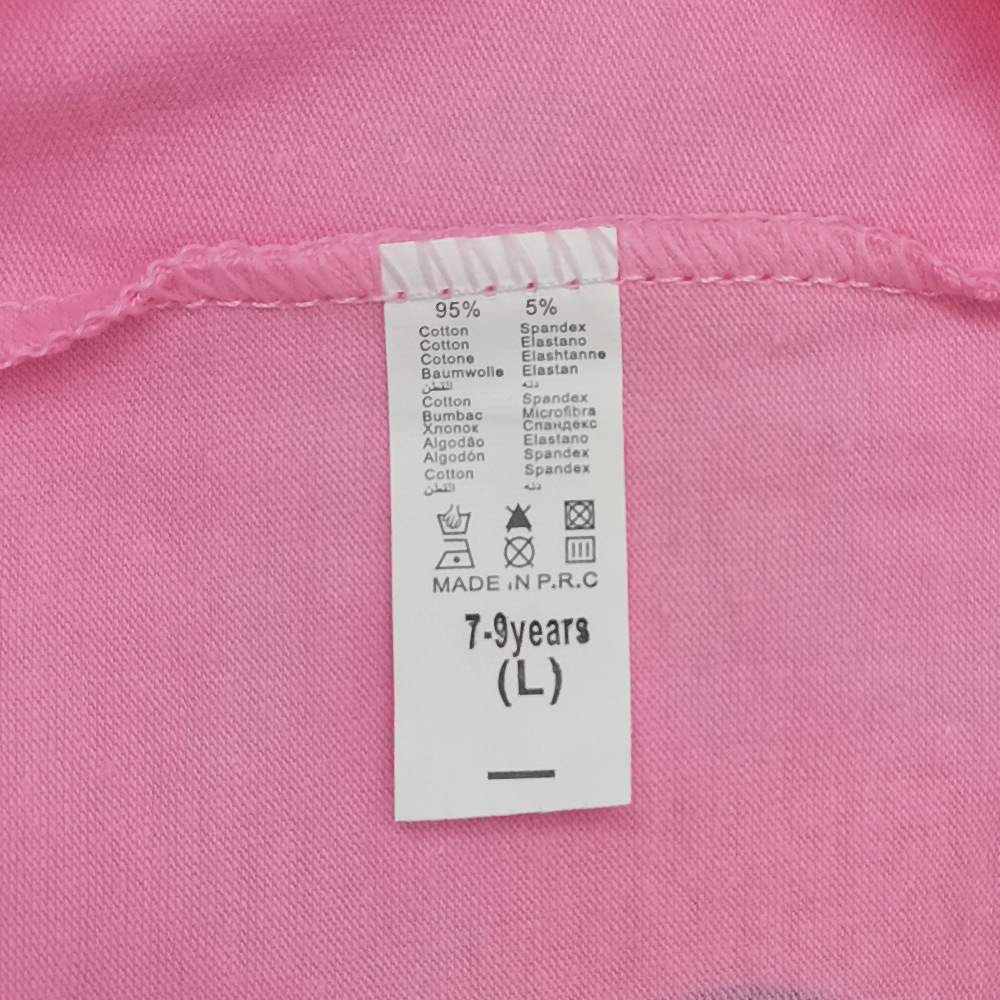 95% 5%
Cotton Spandex
Cotton Elastano
Cotone Elashtanne
Baumwolle Elastan
القطن
Cotton Spandex
Bumbac Microfibra
Хлопок Спандекс
Algodão Elastano
Algodón Spandex
Cotton Spandex
القطن
MADE iN P.R.C
7-9years
(L)